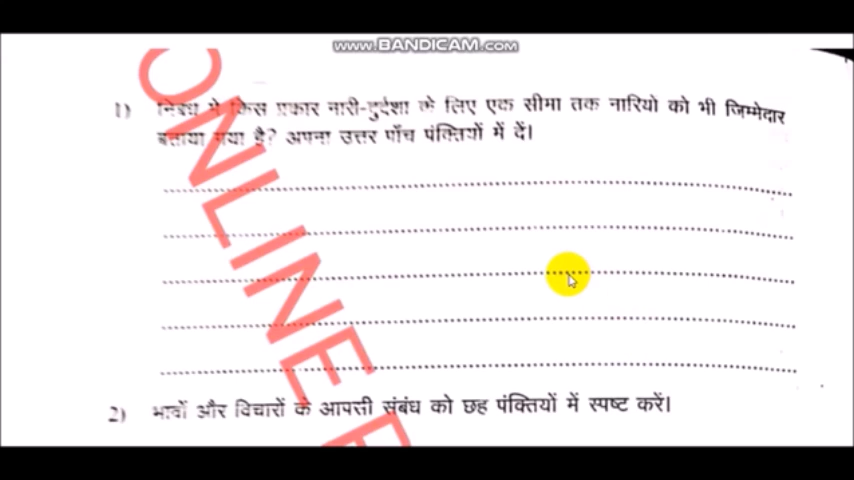 www.BANDICAM.com
1) निबंध में किस प्रकार नारी-दुर्दशा के लिए एक सीमा तक नारियो को भी जिम्मेदार
बताया गया है? अपना उत्तर पाँच पंक्तियों में दें।
2) भावों और विचारों के आपसी संबंध को छह पंक्तियों में स्पष्ट करें।
ONLINE